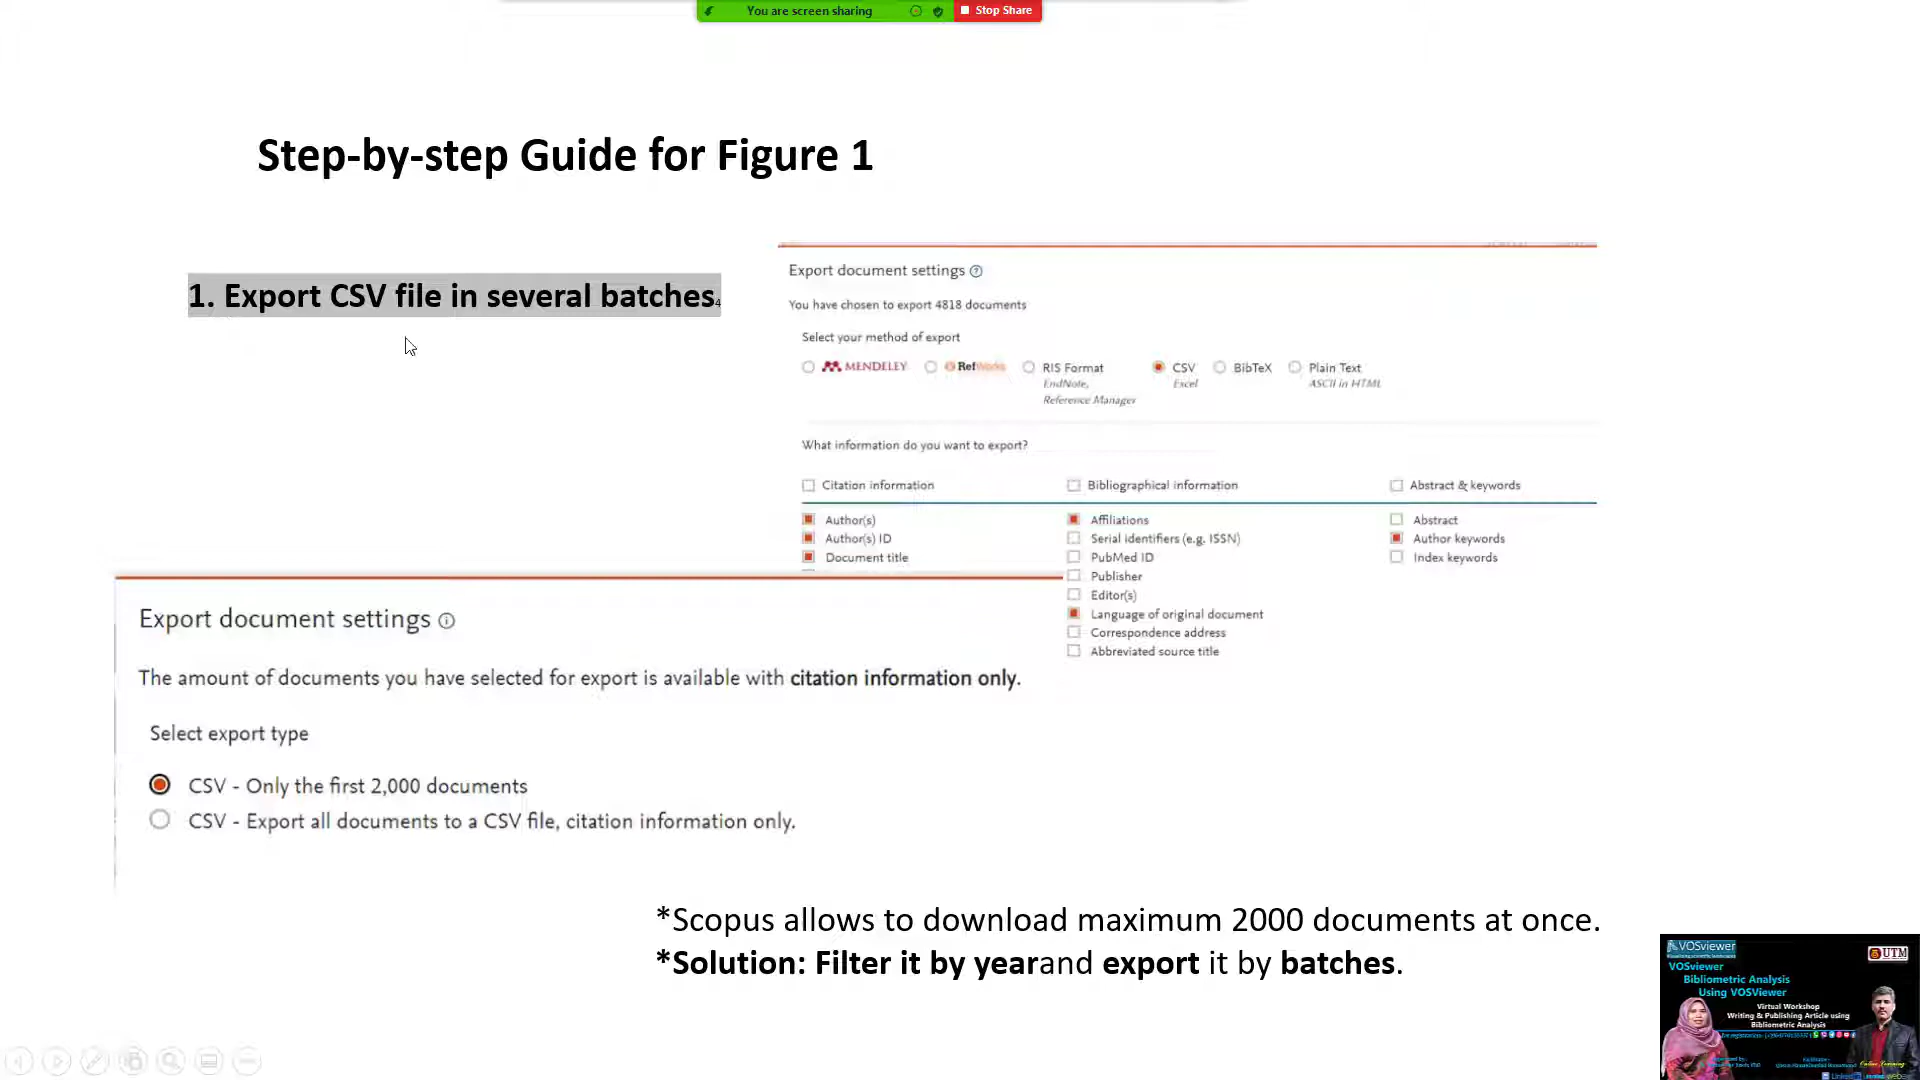 You are screen sharing
Stop Share
Step-by-step Guide for Figure 1
1. Export CSV file in several batches
4
Export document settings
You have chosen to export 4818 documents
Select your method of export
MENDELEY
RefWorks
RIS Format
EndNote,
Reference Manager
CSV
Excel
BibTeX
Plain Text
ASCII in HTML
What information do you want to export?
Citation information
Bibliographical information
Abstract & keywords
Author(s)
Author(s) ID
Document title
Affiliations
Serial identifiers (e.g. ISSN)
PubMed ID
Publisher
Editor(s)
Language of original document
Correspondence address
Abbreviated source title
Abstract
Author keywords
Index keywords
Export document settings
The amount of documents you have selected for export is available with citation information only.
Select export type
CSV - Only the first 2,000 documents
CSV - Export all documents to a CSV file, citation information only.
*Scopus allows to download maximum 2000 documents at once.
*Solution: Filter it by yearand export it by batches.
VOSviewer
UTM
VOSviewer
Bibliometric Analysis
Using VOSViewer
Virtual Workshop
Writing & Publishing Article using
Bibliometric Analysis